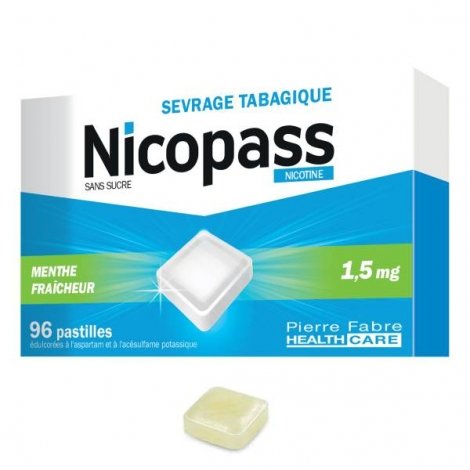 SEVRAGE TABAGIQUE
Nicopass
SANS SUCRE
NICOTINE
MENTHE
FRAÎCHEUR
1,5 mg
96 pastilles
édulcorées à l'aspartam et à l'acésulfame potassique
Pierre Fabre
HEALTH CARE